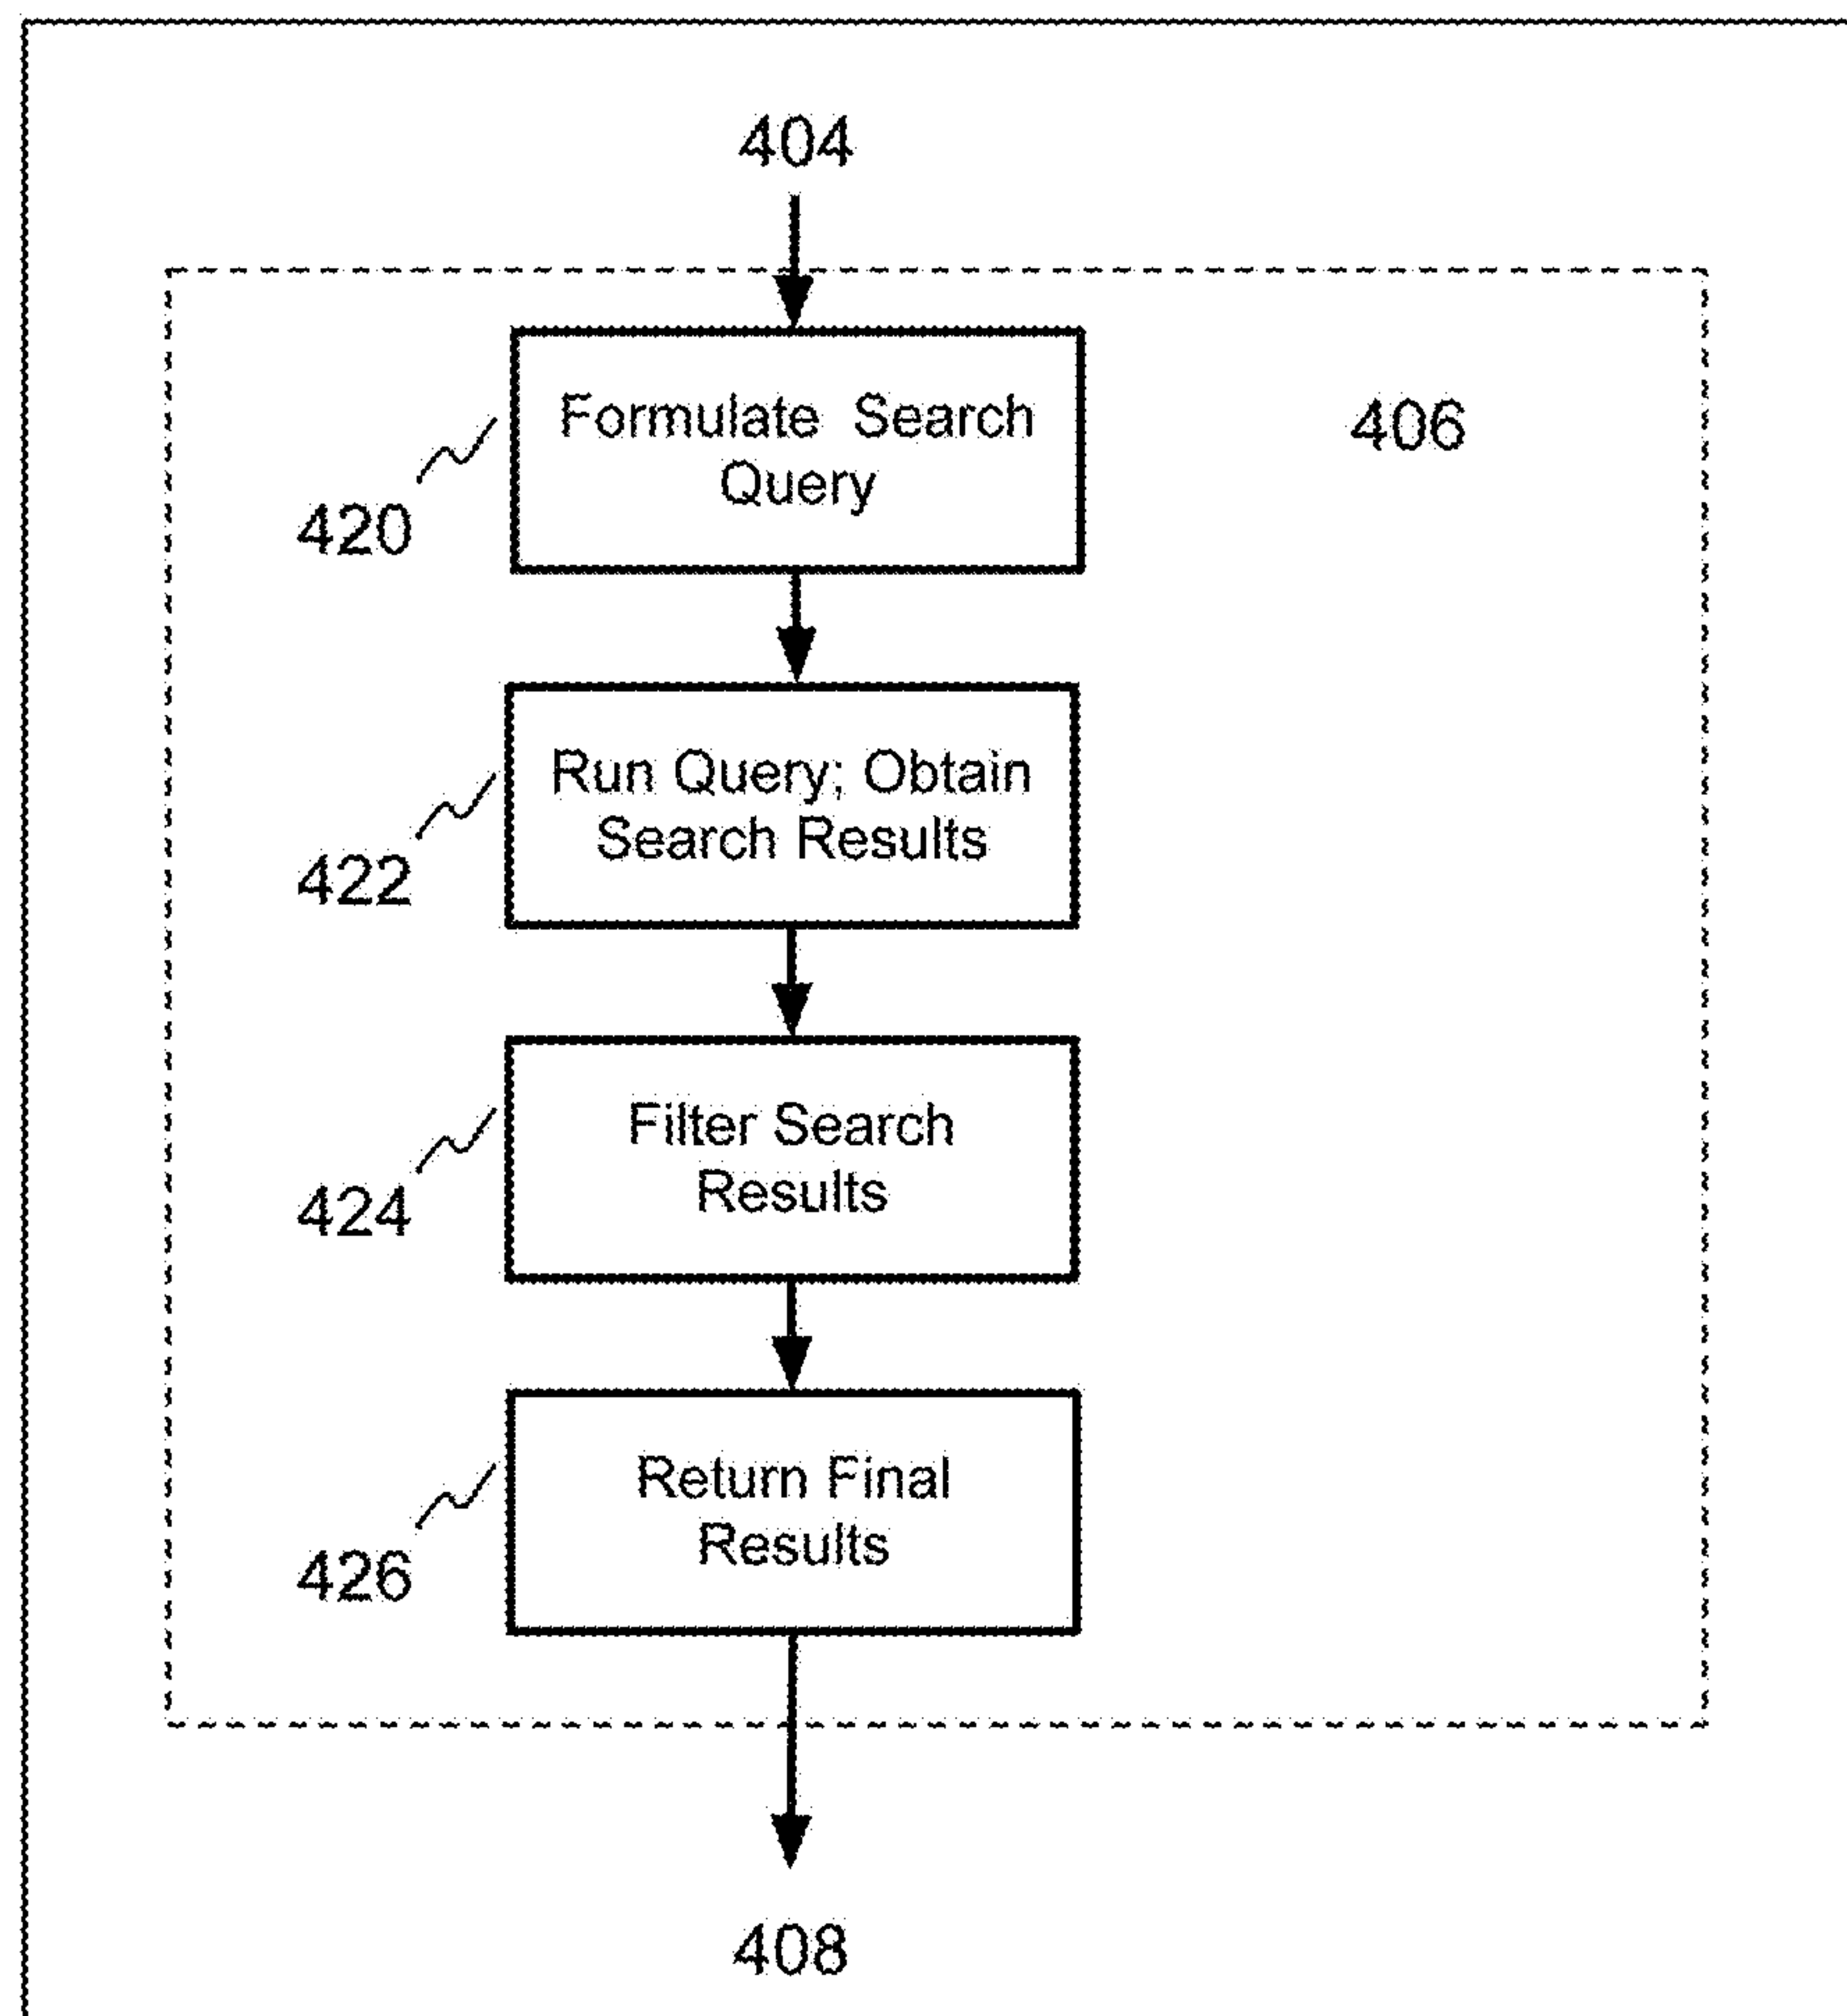 404
Formulate Search
Query
406
420
Run Query; Obtain
Search Results
422
Filter Search
Results
424
Return Final
Results
426
408